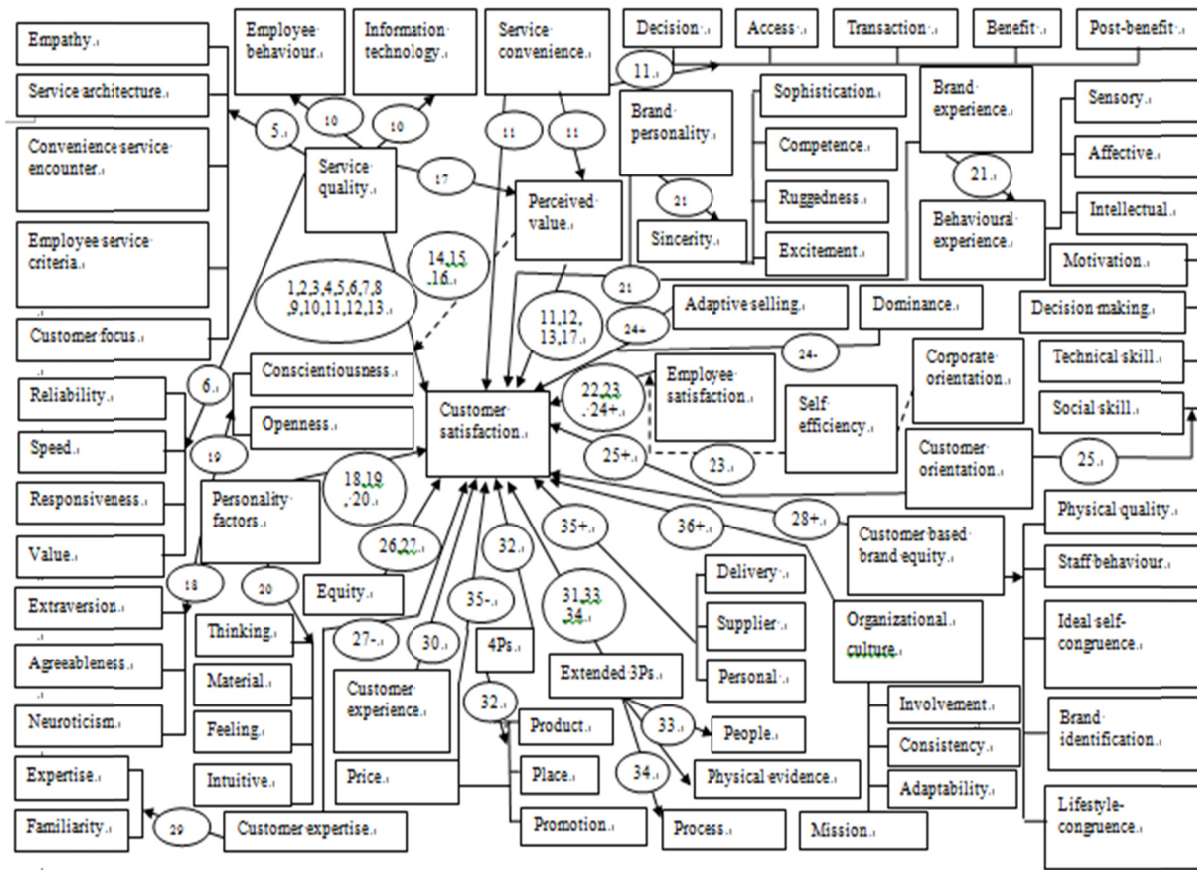 Empathy.
Employee
behaviour.
Information
technology.
Service
convenience.
Decision.
Access.
Transaction.
Benefit.
Post-benefit.
11.
Service architecture.
5.
10
10
11
11
Brand
personality.
Sophistication.
Brand
experience.
Sensory.
Convenience service
encounter.
Service
quality.
17
Perceived
value.
Competence.
21.
Affective.
Ruggedness.
21
Sincerity.
Excitement.
Behavioural
experience.
Intellectual.
Employee service
criteria.
14,15
,16.
Motivation.
1,2,3,4,5,6,7,8
,9,10,11,12,13.
21
11,12,
13,17.
Adaptive selling.
Dominance.
Decision making.
24+
24-
Customer focus.
Conscientiousness.
Openness.
6.
Reliability.
Speed.
Responsiveness.
Value.
19
Customer
satisfaction.
22,23
,24+.
Employee
satisfaction.
Self
efficiency.
Corporate
orientation.
Technical skill.
Social skill.
25+.
23.
Customer
orientation.
25.
Personality
factors.
18,19
,20.
26,27.
32.
35+.
36+.
28+.
Customer based
brand equity.
Physical quality.
Staff behaviour.
18
20
Equity.
35-.
31,33
,34.
Delivery.
Supplier.
Personal.
Extraversion.
Agreeableness.
Neuroticism.
Thinking.
Material.
Feeling.
Intuitive.
27-.
30.
4Ps.
Extended 3Ps.
Organizational
culture.
Ideal self-
congruence.
Customer
experience.
32.
Product.
33.
People.
Involvement.
Consistency.
Adaptability.
Brand
identification.
Expertise.
Familiarity.
29
Customer expertise.
Price.
Place.
Promotion.
34.
Physical evidence.
Process.
Mission.
Lifestyle-
congruence.